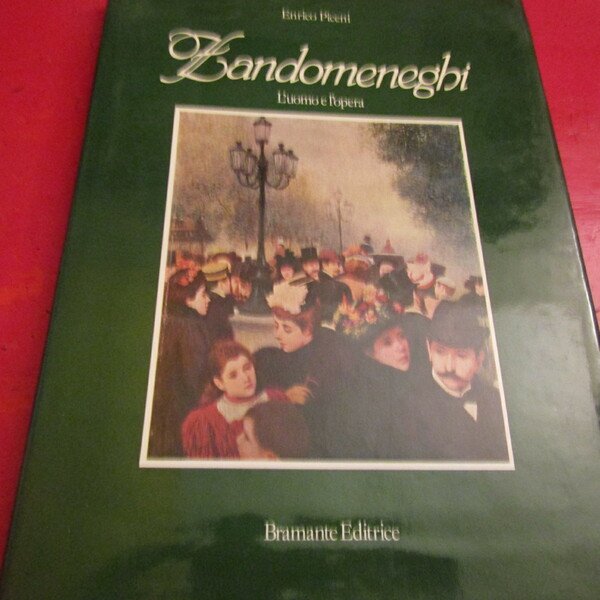 Enrico Piceni
Zandomeneghi
L'uomo e l'opera
Bramante Editrice